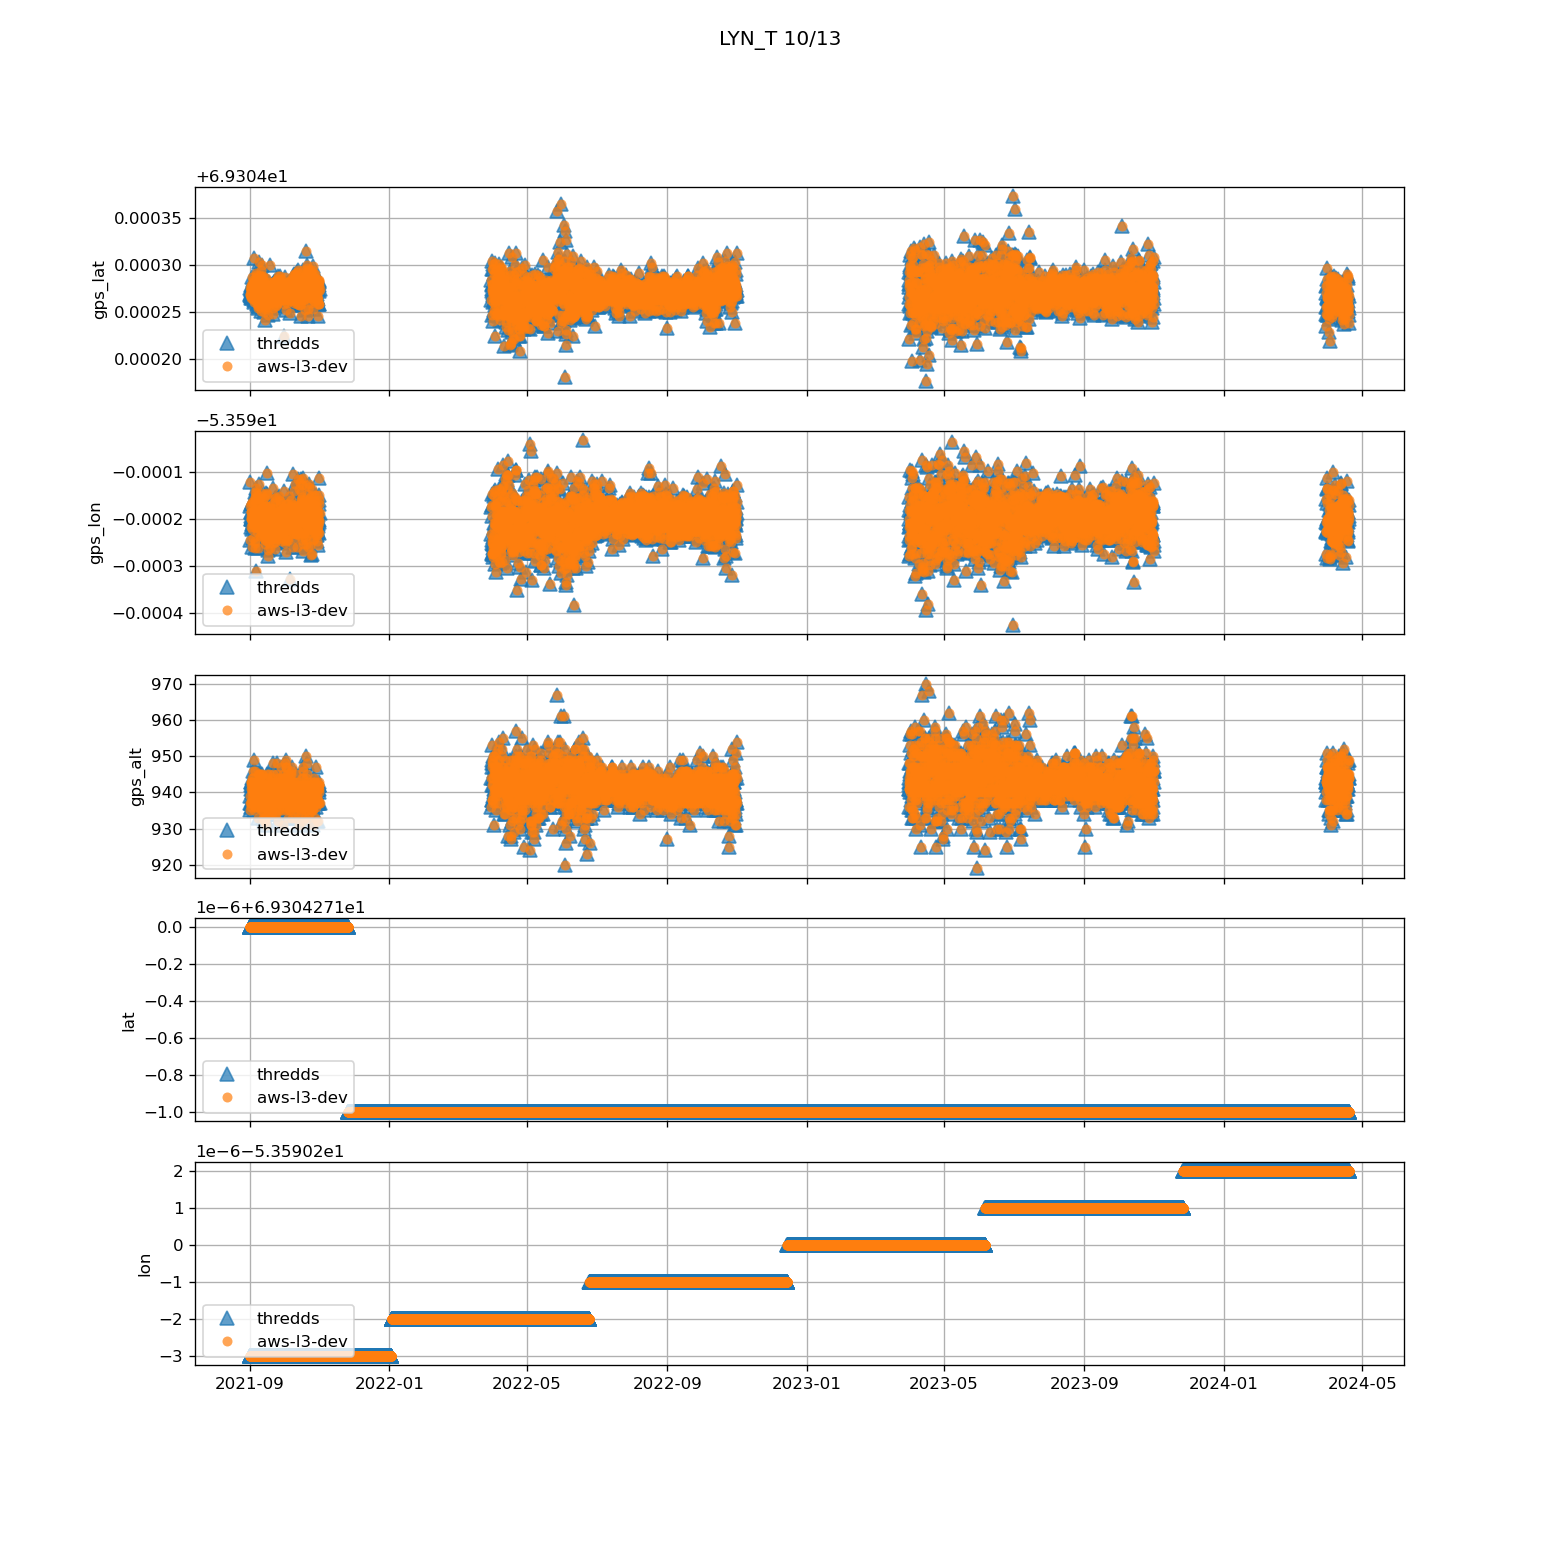 LYN_T 10/13
+6.9304e1
0.00035
0.00030
0.00025
0.00020
gps_lat
thredds
aws-l3-dev
−5.359e1
−0.0001
−0.0002
−0.0003
−0.0004
gps_lon
thredds
aws-l3-dev
970
960
950
940
930
920
gps_alt
thredds
aws-l3-dev
1e−6+6.9304271e1
0.0
−0.2
−0.4
−0.6
−0.8
−1.0
lat
thredds
aws-l3-dev
1e−6−5.35902e1
2
1
0
−1
−2
−3
lon
thredds
aws-l3-dev
2021-09 2022-01 2022-05 2022-09 2023-01 2023-05 2023-09 2024-01 2024-05